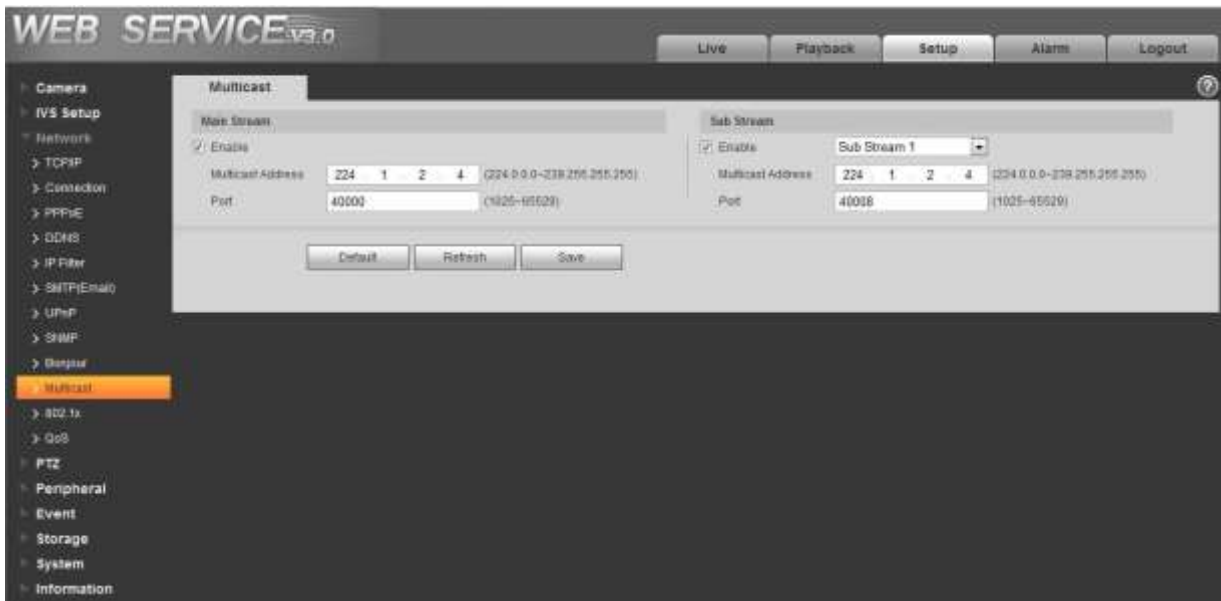 WEB SERVICE V3.0
Live
Playback
Setup
Alarm
Logout
Camera
IVS Setup
Network
TCP/IP
Connection
PPPoE
DDNS
IP Filter
SMTP(Email)
UPnP
SNMP
Bonjour
Multicast
802.1x
QoS
PTZ
Peripheral
Event
Storage
System
Information
Multicast
Main Stream
Enable
Multicast Address 224 . 1 . 2 . 4 (224.0.0.0~239.255.255.255)
Port 40000 (1025~65529)
Sub Stream
Enable Sub Stream 1
Multicast Address 224 . 1 . 2 . 4 (224.0.0.0~239.255.255.255)
Port 40008 (1025~65529)
Default
Refresh
Save